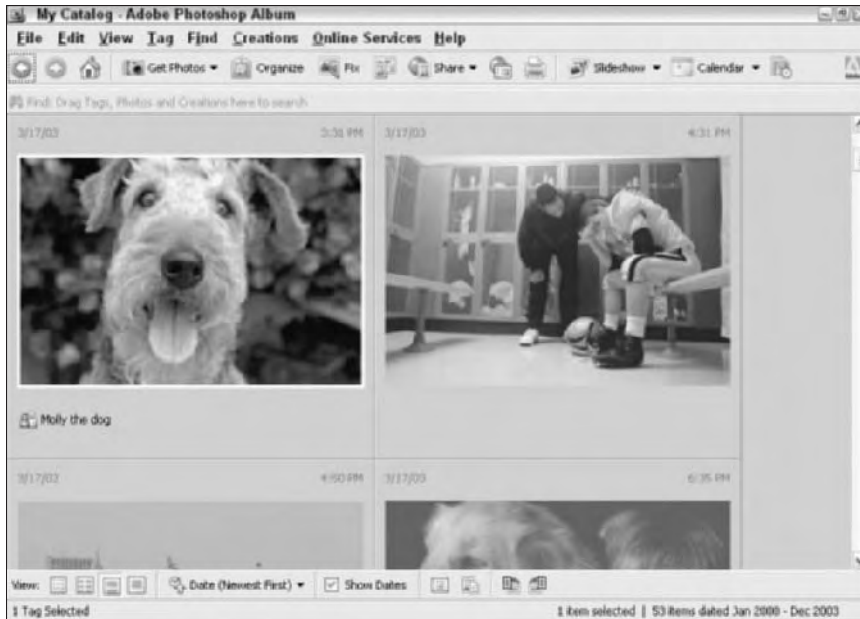 My Catalog - Adobe Photoshop Album
File Edit View Tag Find Creations Online Services Help
Get Photos Organize Fix Share Slideshow Calendar
Find: Drag Tags, Photos and Creations here to search
3/17/03 3:31 PM 3/17/03 4:31 PM
Molly the dog
3/17/03 4:50 PM 3/17/03 6:35 PM
View: Date (Newest First) Show Dates
1 Tag Selected 1 item selected | 53 items dated Jan 2000 - Dec 2003